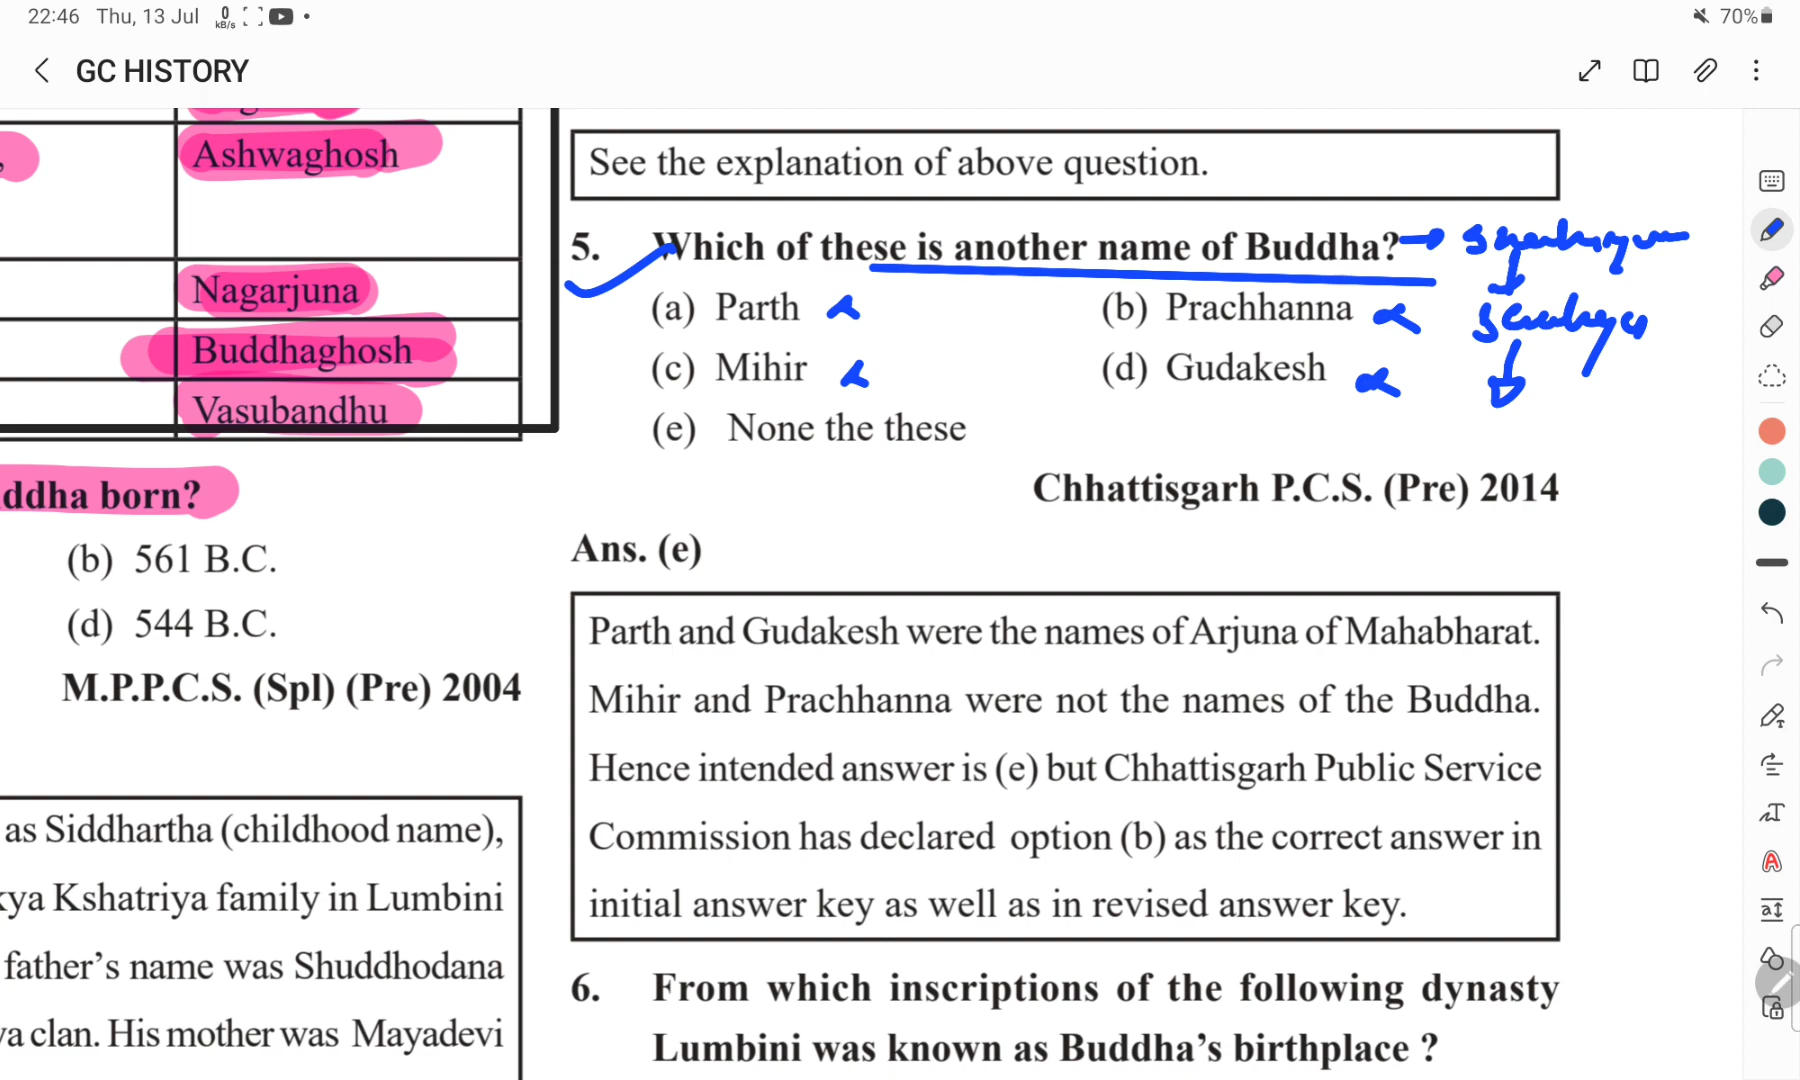 22:46 Thu, 13 Jul 0 kB/s
70%
GC HISTORY
Ashwaghosh
Nagarjuna
Buddhaghosh
Vasubandhu
ddha born?
(b) 561 B.C.
(d) 544 B.C.
M.P.P.C.S. (Spl) (Pre) 2004
as Siddhartha (childhood name),
kya Kshatriya family in Lumbini
father's name was Shuddhodana
ya clan. His mother was Mayadevi
See the explanation of above question.
5. Which of these is another name of Buddha?
(a) Parth (b) Prachhanna
(c) Mihir (d) Gudakesh
(e) None the these
Chhattisgarh P.C.S. (Pre) 2014
Ans. (e)
Parth and Gudakesh were the names of Arjuna of Mahabharat.
Mihir and Prachhanna were not the names of the Buddha.
Hence intended answer is (e) but Chhattisgarh Public Service
Commission has declared option (b) as the correct answer in
initial answer key as well as in revised answer key.
6. From which inscriptions of the following dynasty
Lumbini was known as Buddha's birthplace ?